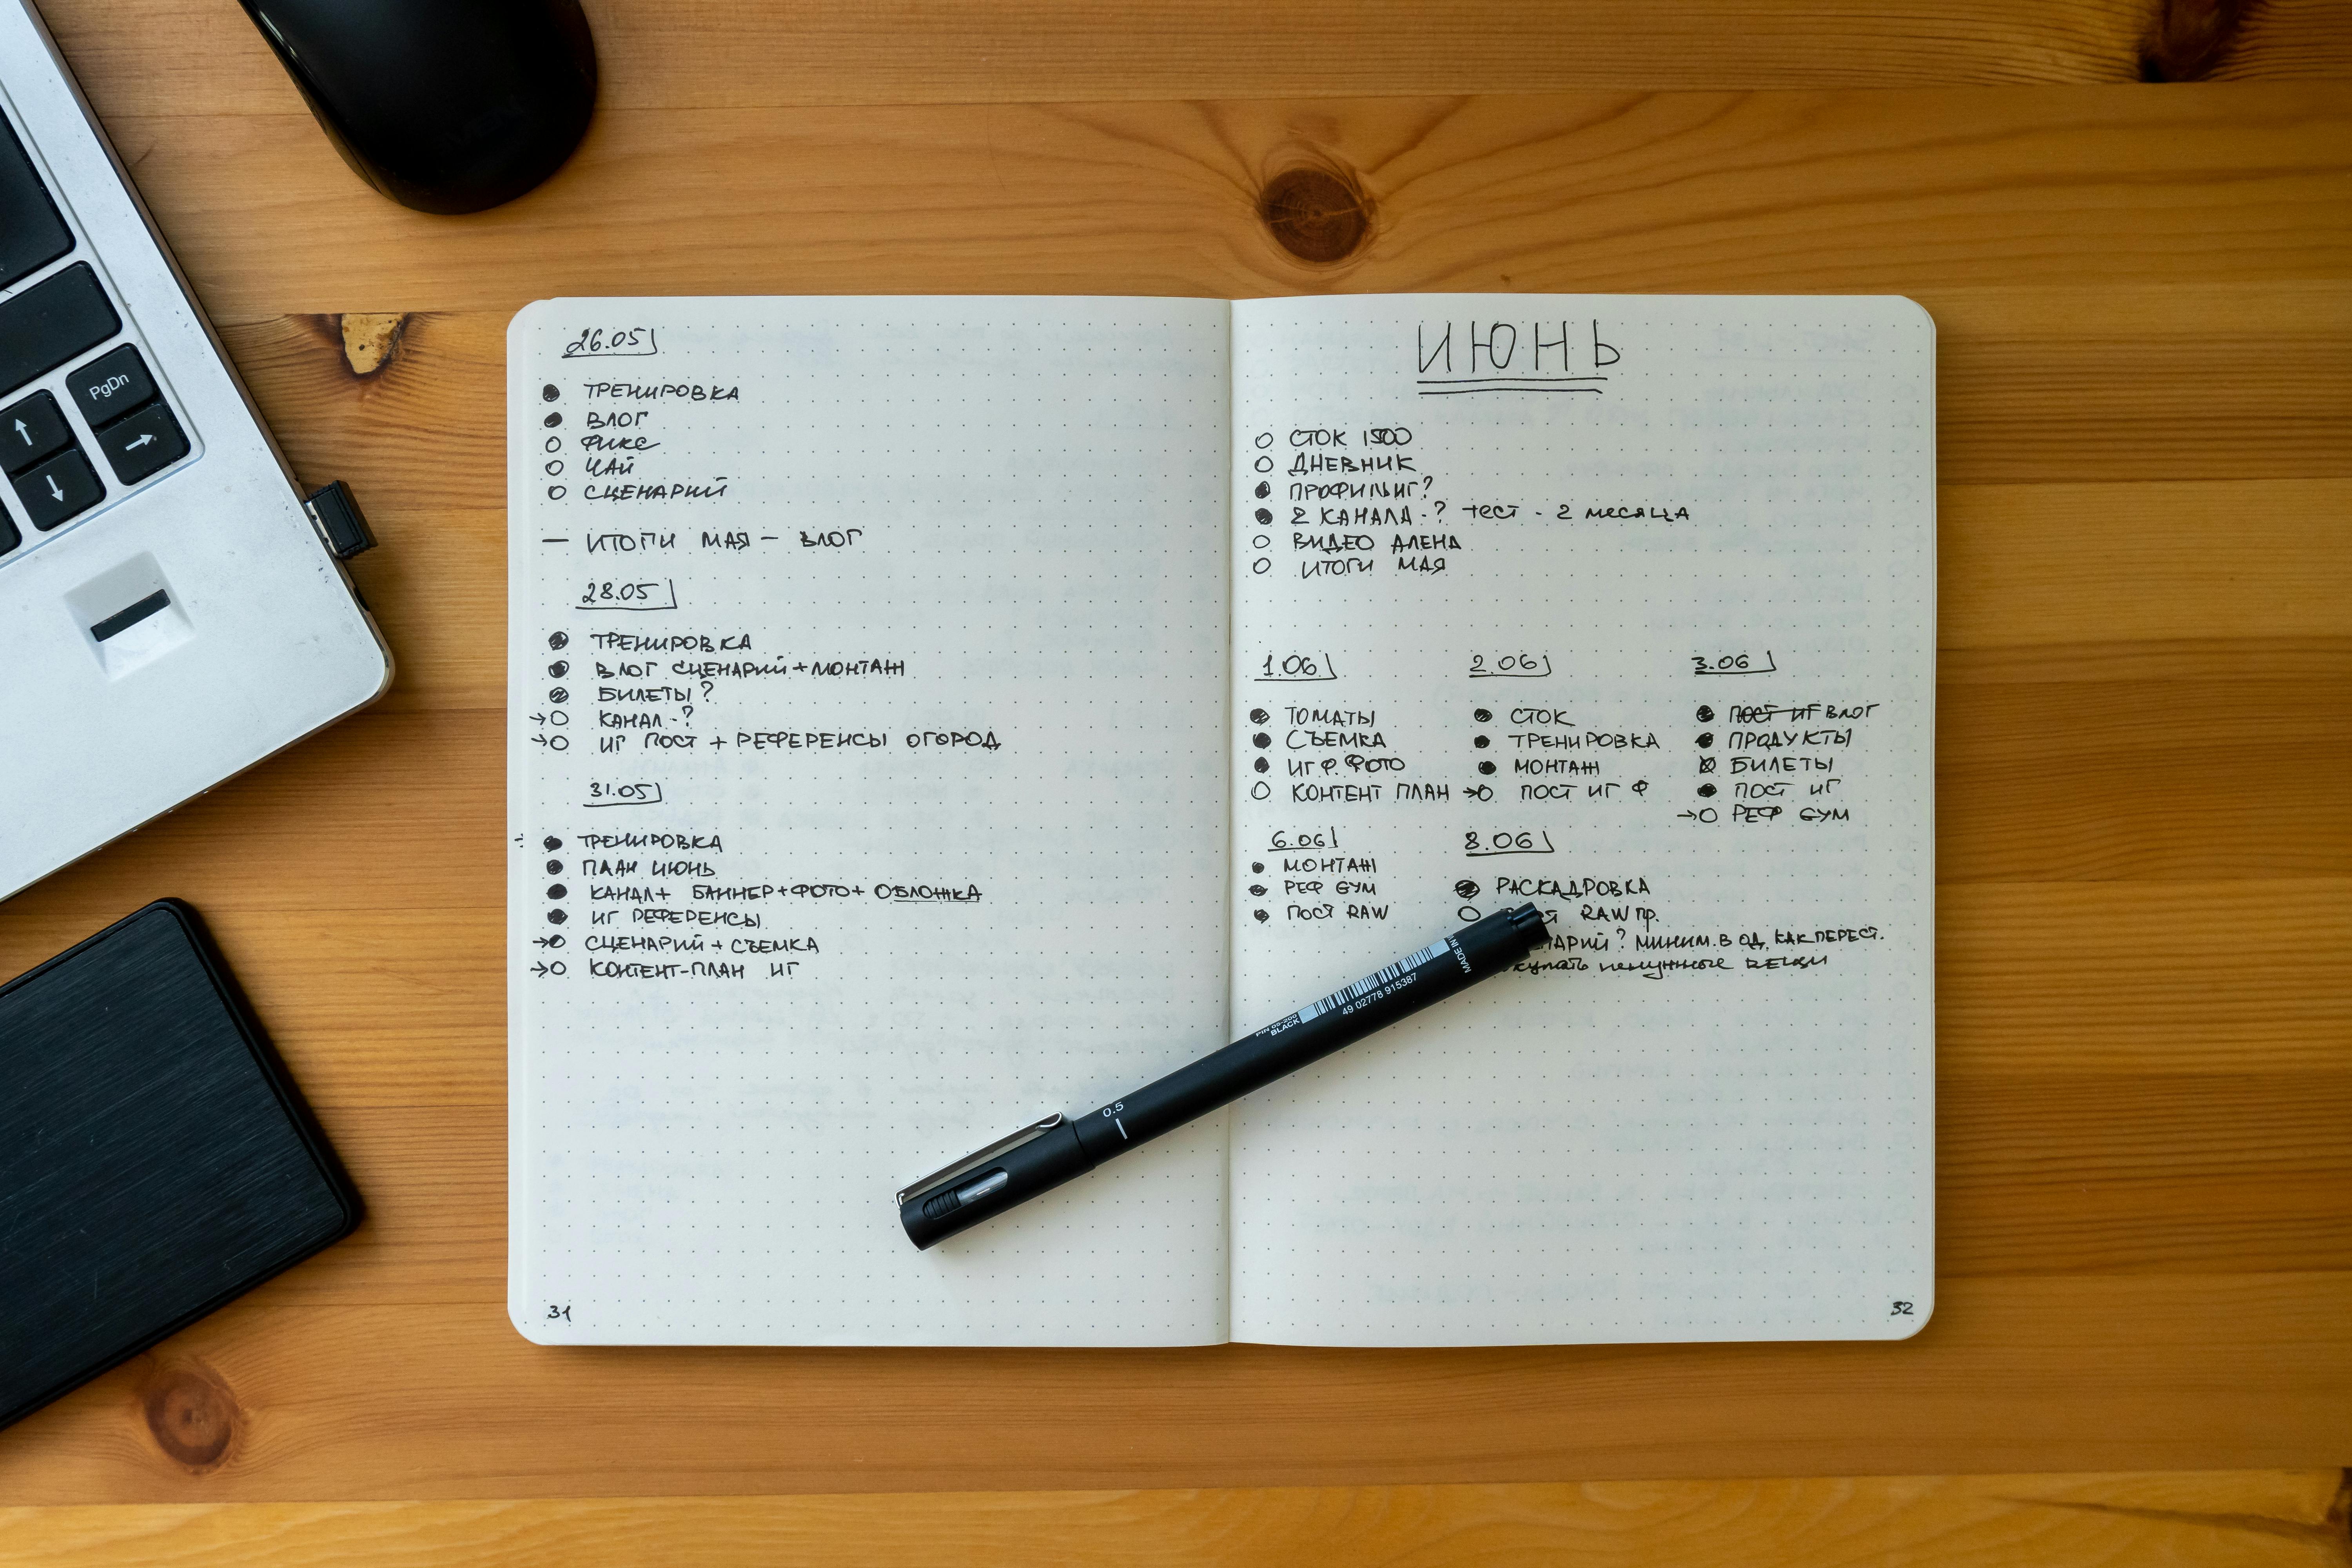 PgDn
↑
→
↓
26.05
ТРЕНИРОВКА
ВЛОГ
ФИКС
ЧАЙ
СЦЕНАРИЙ
— ИТОГИ МАЯ — ВЛОГ
28.05
ТРЕНИРОВКА
ВЛОГ СЦЕНАРИЙ + МОНТАЖ
БИЛЕТЫ?
→ КАНАЛ - ?
→ ИГ ПОСТ + РЕФЕРЕНСЫ ОГОРОД
31.05
ТРЕНИРОВКА
ПЛАН ИЮНЬ
КАНАЛ + БАННЕР + ФОТО + ОБЛОЖКА
ИГ РЕФЕРЕНСЫ
→ СЦЕНАРИЙ + СЪЕМКА
→ КОНТЕНТ-ПЛАН ИГ
31
ИЮНЬ
СТОК 1500
ДНЕВНИК
ПРОФИЛЬ ИГ?
2 КАНАЛА - ? тест - 2 месяца
ВИДЕО АЛЕНА
ИТОГИ МАЯ
1.06
ТОМАТЫ
СЪЕМКА
ИГ Ф. ФОТО
КОНТЕНТ ПЛАН
2.06
СТОК
ТРЕНИРОВКА
МОНТАЖ
→ ПОСТ ИГ Ф
3.06
ПОСТ ИГ ВЛОГ
ПРОДУКТЫ
БИЛЕТЫ
ПОСТ ИГ
→ РЕФ GYM
6.06
МОНТАЖ
РЕФ GYM
ПОСТ RAW
8.06
РАСКАДРОВКА
RAW ПР.
МИНИМ. В ОД. КАК ПЕРЕСТ.
ненужные вещи
32
MADE IN
49 02778 915387
PIN 05-200
BLACK
0.5